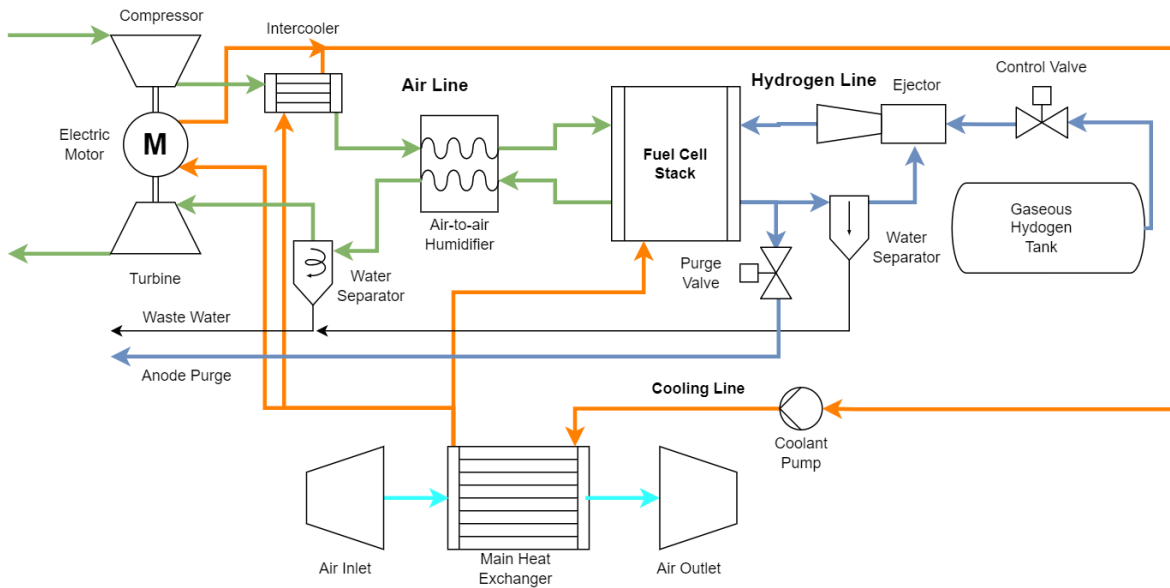 Compressor
Intercooler
Air Line
Hydrogen Line
Control Valve
Ejector
Electric
Motor
M
Fuel Cell
Stack
Gaseous
Hydogen
Tank
Air-to-air
Humidifier
Turbine
Water
Separator
Purge
Valve
Water
Separator
Waste Water
Anode Purge
Cooling Line
Coolant
Pump
Air Inlet
Main Heat
Exchanger
Air Outlet